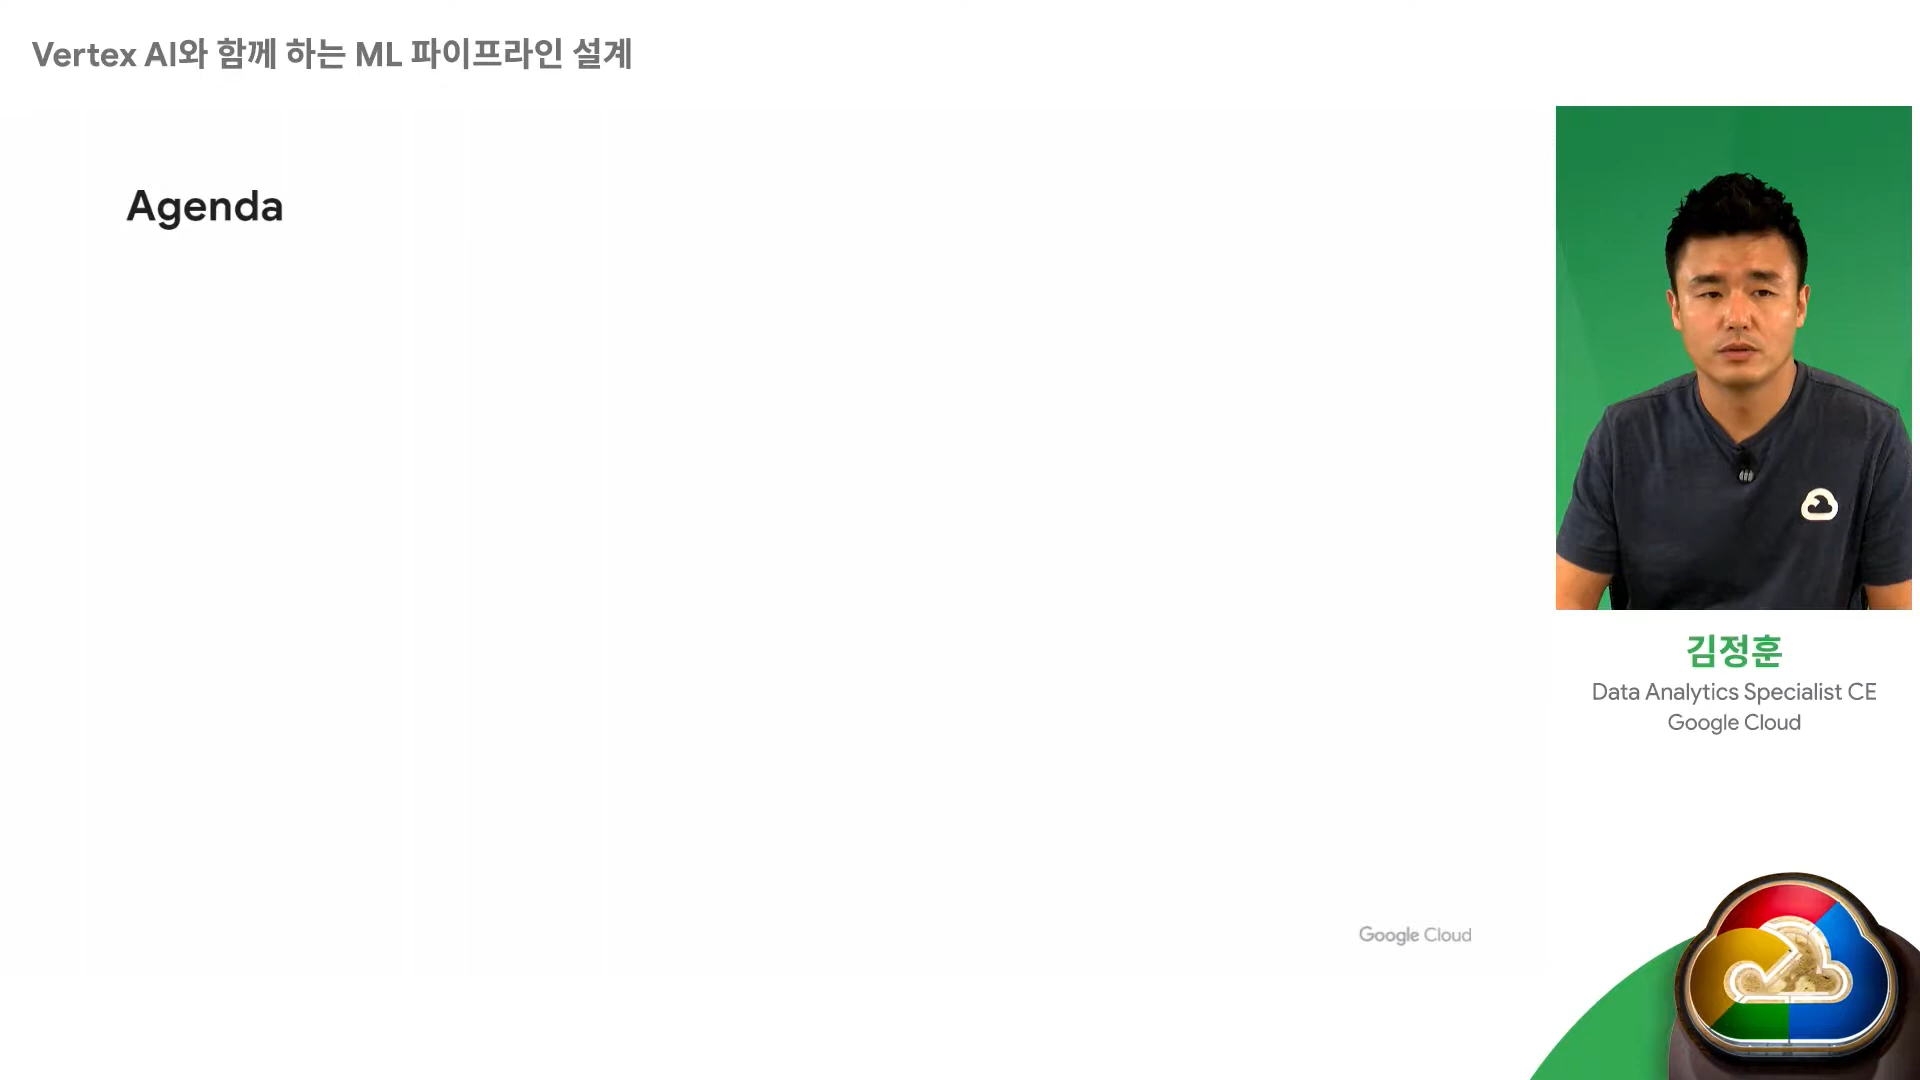 Vertex AI와 함께 하는 ML 파이프라인 설계
Agenda
김정훈
Data Analytics Specialist CE
Google Cloud
Google Cloud